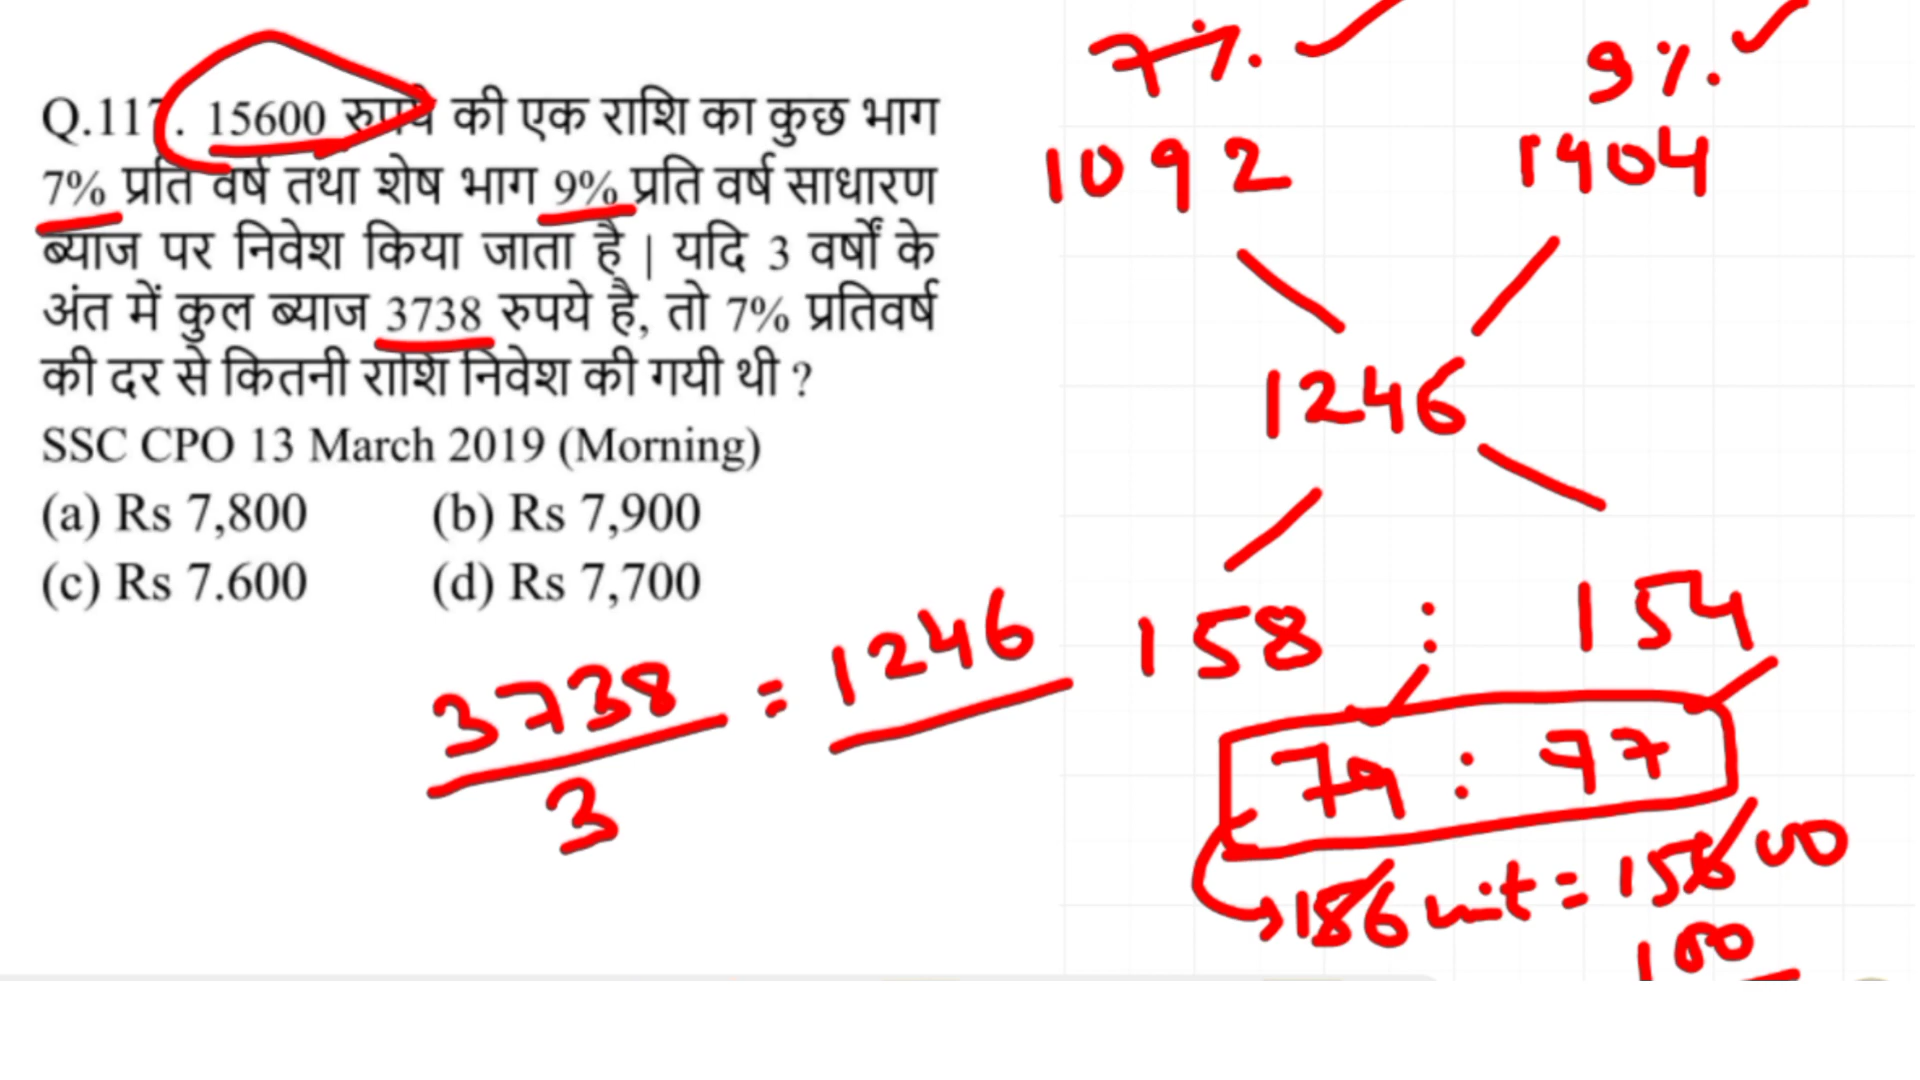 Q.117. 15600 रुपये की एक राशि का कुछ भाग
7% प्रति वर्ष तथा शेष भाग 9% प्रति वर्ष साधारण
ब्याज पर निवेश किया जाता है | यदि 3 वर्षों के
अंत में कुल ब्याज 3738 रुपये है, तो 7% प्रतिवर्ष
की दर से कितनी राशि निवेश की गयी थी ?
SSC CPO 13 March 2019 (Morning)
(a) Rs 7,800 (b) Rs 7,900
(c) Rs 7.600 (d) Rs 7,700
3738/3 = 1246
7% 9%
1092 1404
1246
158 : 154
79 : 77
156 unit = 15600
100